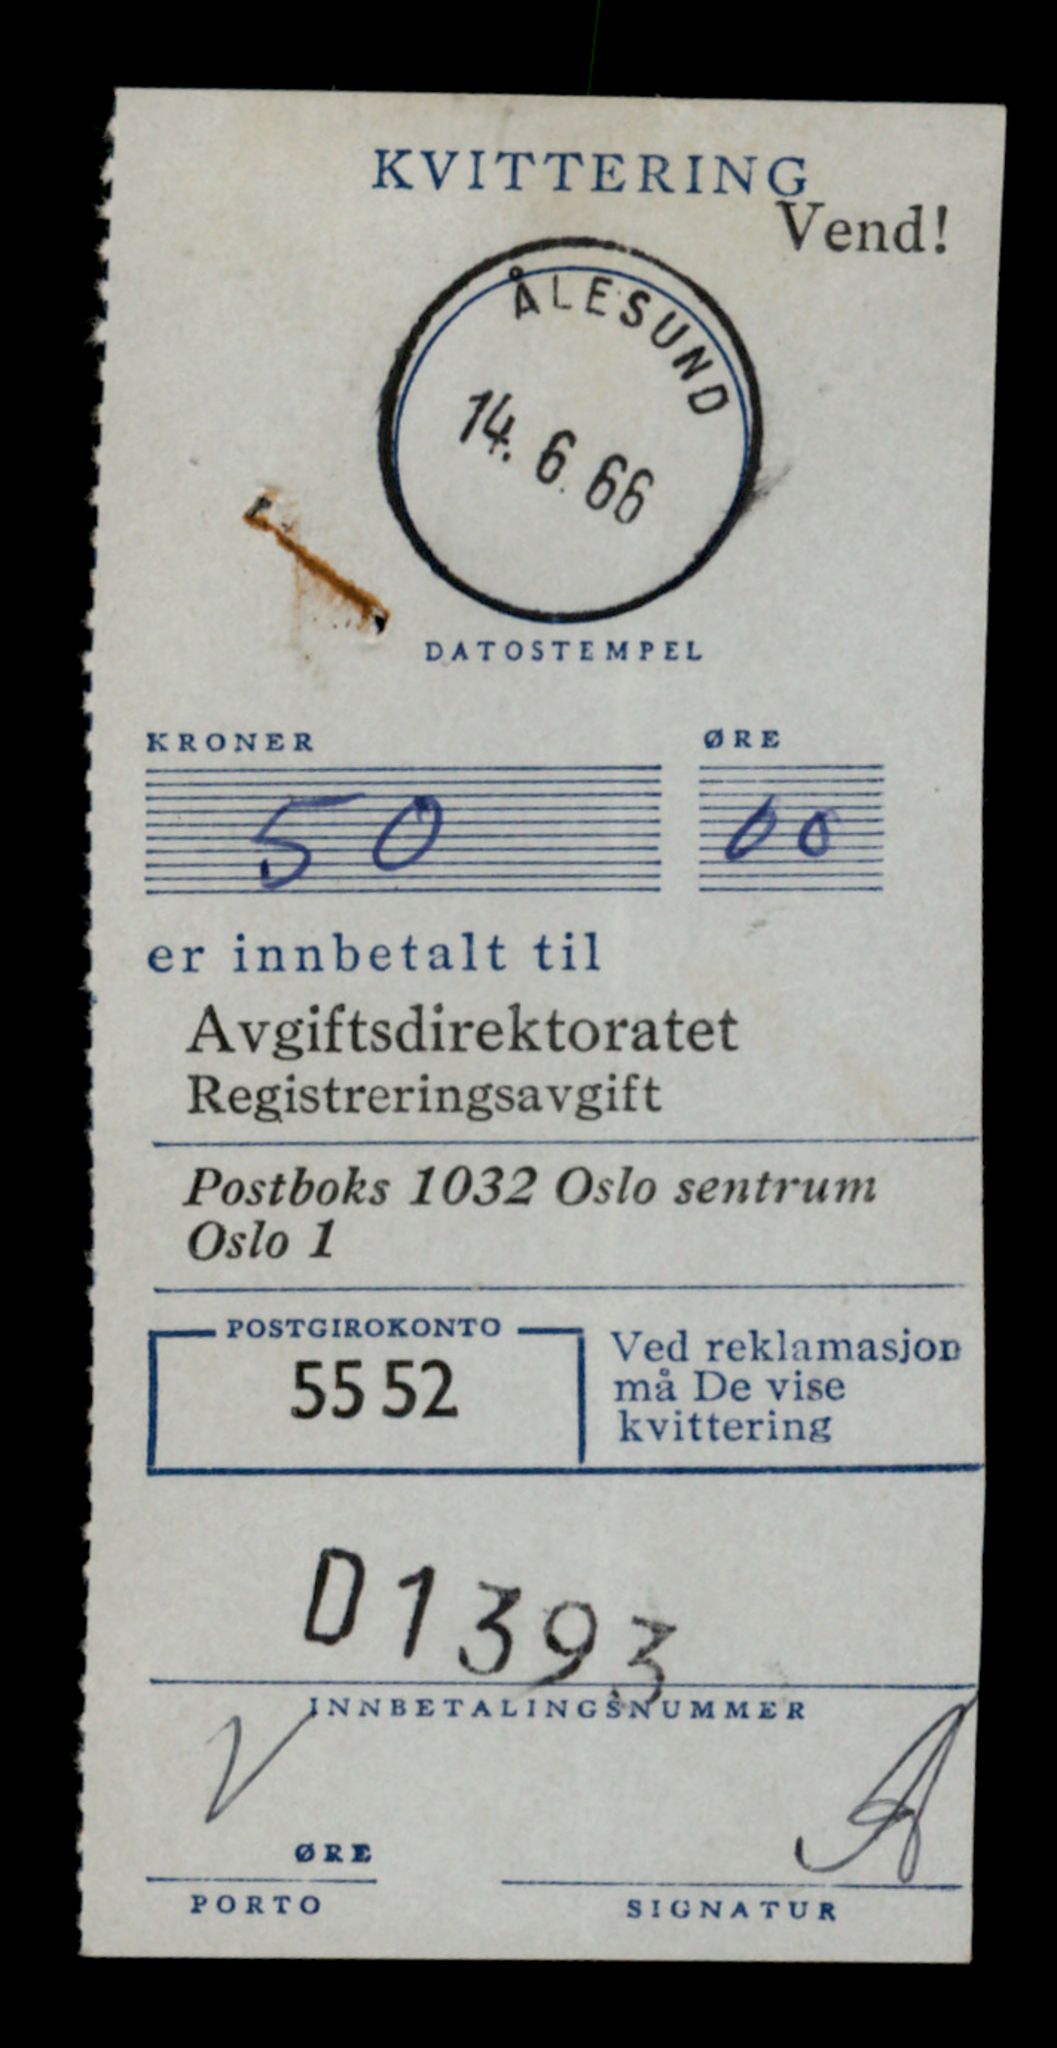 KVITTERING
Vend!
ÅLESUND
14. 6. 66
DATOSTEMPEL
KRONER ØRE
50 00
er innbetalt til
Avgiftsdirektoratet
Registreringsavgift
Postboks 1032 Oslo sentrum
Oslo 1
POSTGIROKONTO
55 52
Ved reklamasjon
må De vise
kvittering
D1393
INNBETALINGSNUMMER
ØRE
PORTO
SIGNATUR